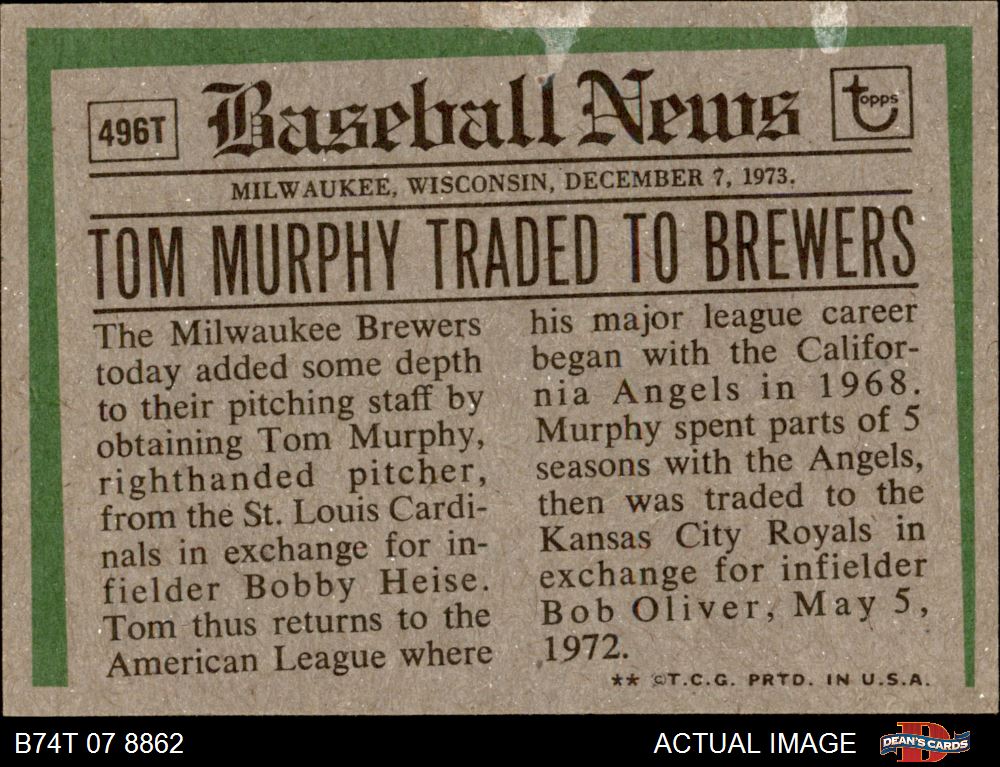 496T
Baseball News
topps
MILWAUKEE, WISCONSIN, DECEMBER 7, 1973.
TOM MURPHY TRADED TO BREWERS
The Milwaukee Brewers
today added some depth
to their pitching staff by
obtaining Tom Murphy,
righthanded pitcher,
from the St. Louis Cardi-
nals in exchange for in-
fielder Bobby Heise.
Tom thus returns to the
American League where
his major league career
began with the Califor-
nia Angels in 1968.
Murphy spent parts of 5
seasons with the Angels,
then was traded to the
Kansas City Royals in
exchange for infielder
Bob Oliver, May 5,
1972.
** ©T.C.G. PRTD. IN U.S.A.
B74T 07 8862
ACTUAL IMAGE
DEAN'S CARDS